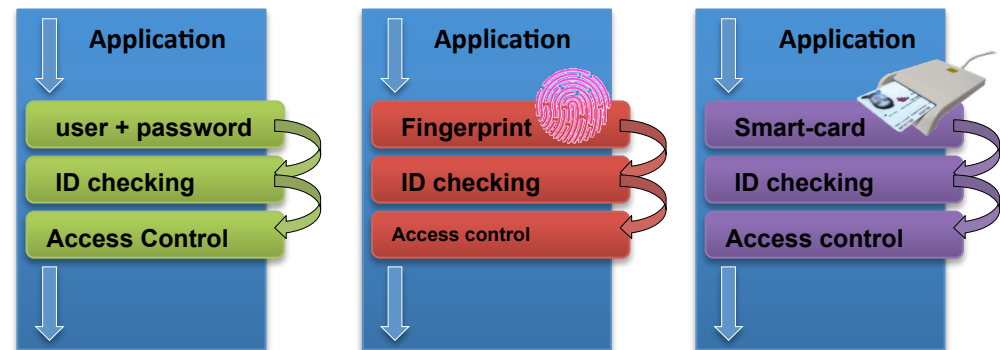 Application
user + password
ID checking
Access Control
Application
Fingerprint
ID checking
Access control
Application
Smart-card
ID checking
Access control